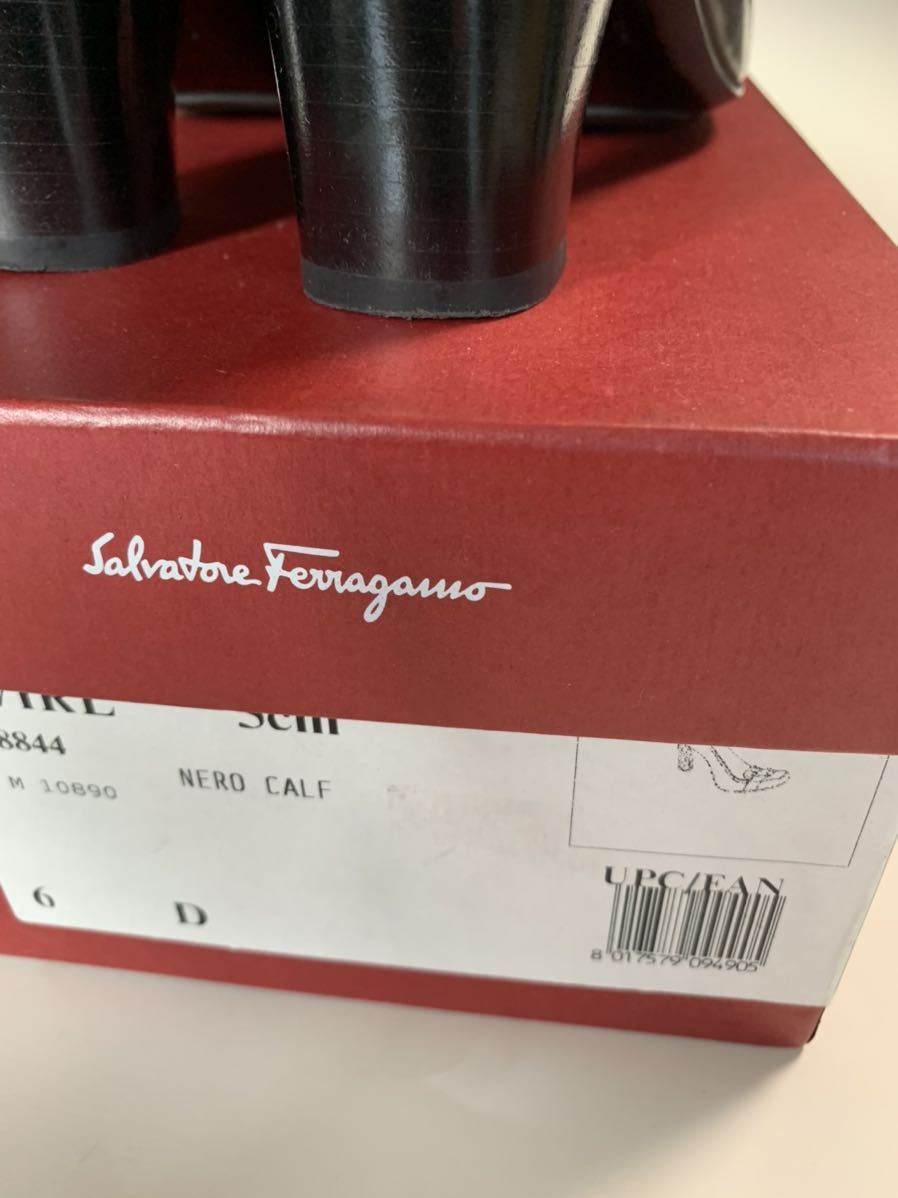 Salvatore Ferragamo
8844
M 10890 NERO CALF
6 D
UPC/EAN
8 017579 094905